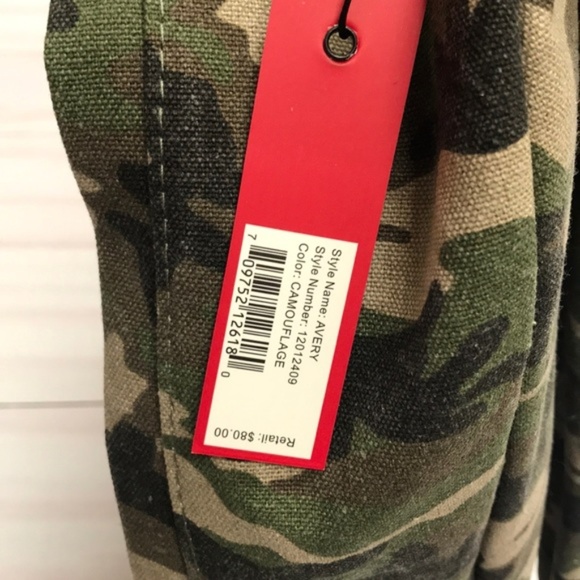 Style Name: AVERY
Style Number: 12012409
Color: CAMOUFLAGE
7 09752 12618 0
Retail: $80.00